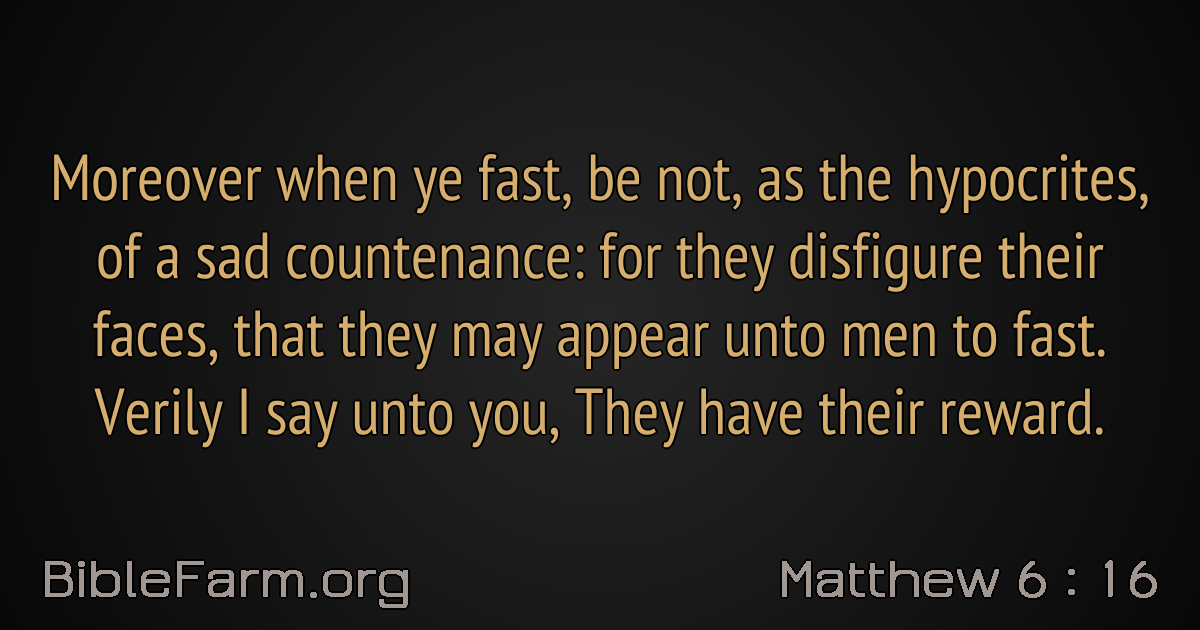 Moreover when ye fast, be not, as the hypocrites,
of a sad countenance: for they disfigure their
faces, that they may appear unto men to fast.
Verily I say unto you, They have their reward.
BibleFarm.org
Matthew 6 : 16